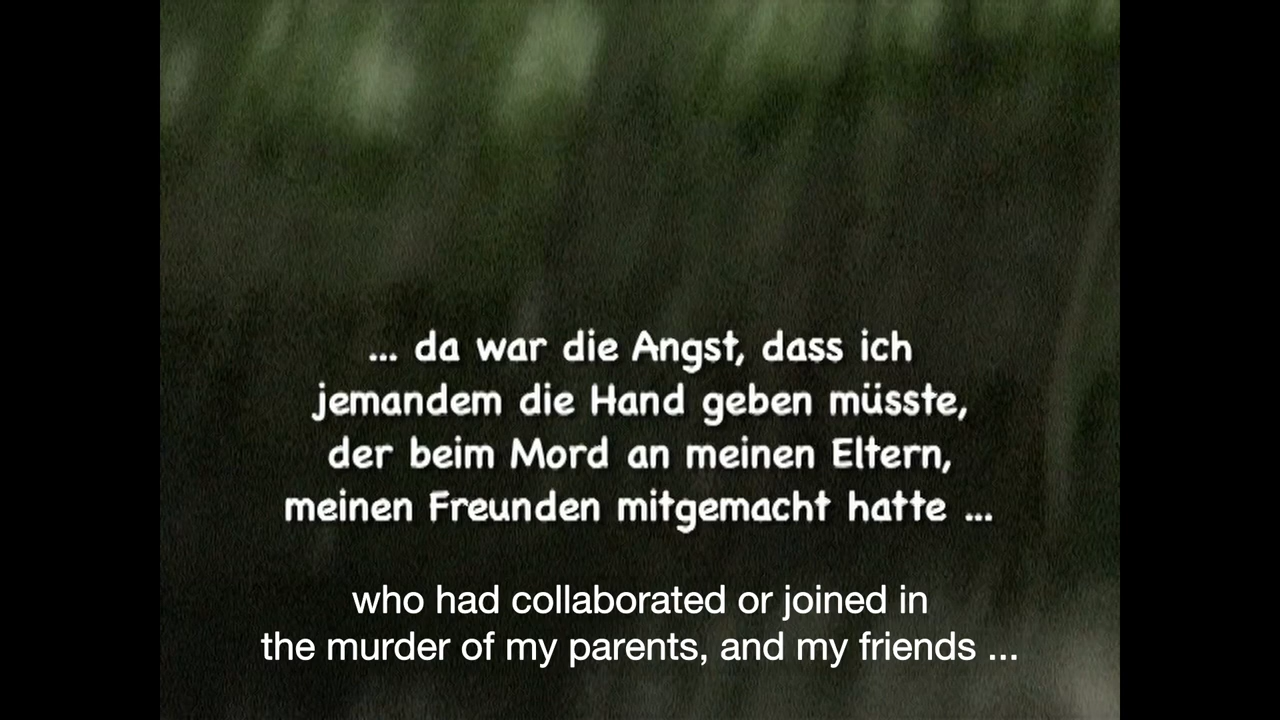 ... da war die Angst, dass ich
jemandem die Hand geben müsste,
der beim Mord an meinen Eltern,
meinen Freunden mitgemacht hatte ...
who had collaborated or joined in
the murder of my parents, and my friends ...